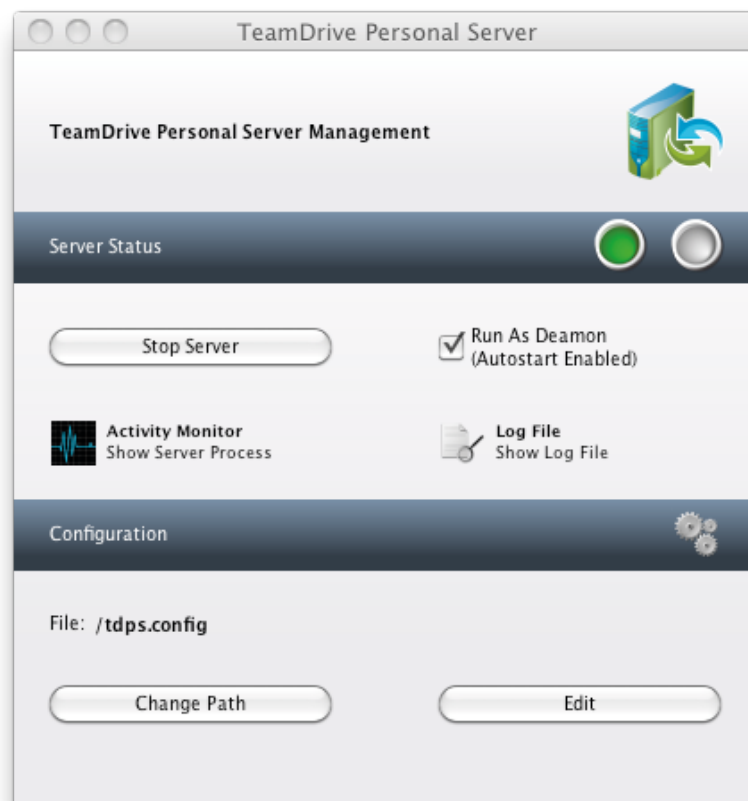 TeamDrive Personal Server
TeamDrive Personal Server Management
Server Status
Stop Server
Run As Deamon
(Autostart Enabled)
Activity Monitor
Show Server Process
Log File
Show Log File
Configuration
File: /tdps.config
Change Path
Edit